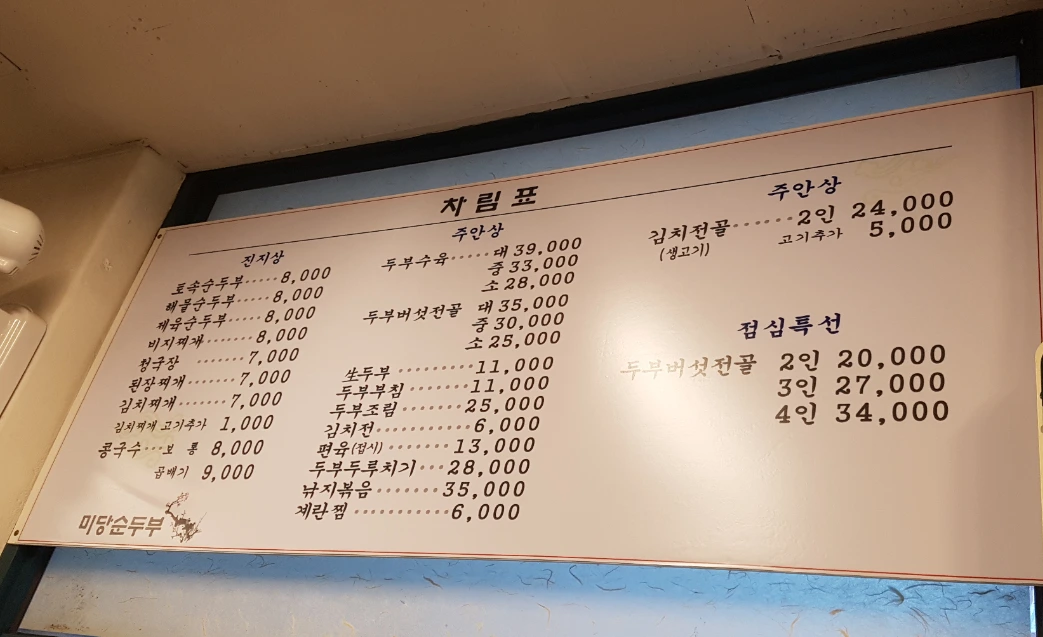 차림표
진지상
토속순두부·····8,000
해물순두부·····8,000
제육순두부·····8,000
비지찌개·······8,000
청국장 ·······7,000
된장찌개·······7,000
김치찌개·······7,000
김치찌개 고기추가 1,000
콩국수···보 통 8,000
곱배기 9,000
미당순두부
주안상
두부수육·····대 39,000
중 33,000
소 28,000
두부버섯전골 대 35,000
중 30,000
소 25,000
生두부 ·········11,000
두부부침 ·······11,000
두부조림 ·······25,000
김치전 ·········6,000
편육(접시) ·······13,000
두부두루치기···28,000
낚지볶음·······35,000
계란찜 ···········6,000
주안상
김치전골······2인 24,000
(생고기) 고기추가 5,000
점심특선
두부버섯전골 2인 20,000
3인 27,000
4인 34,000